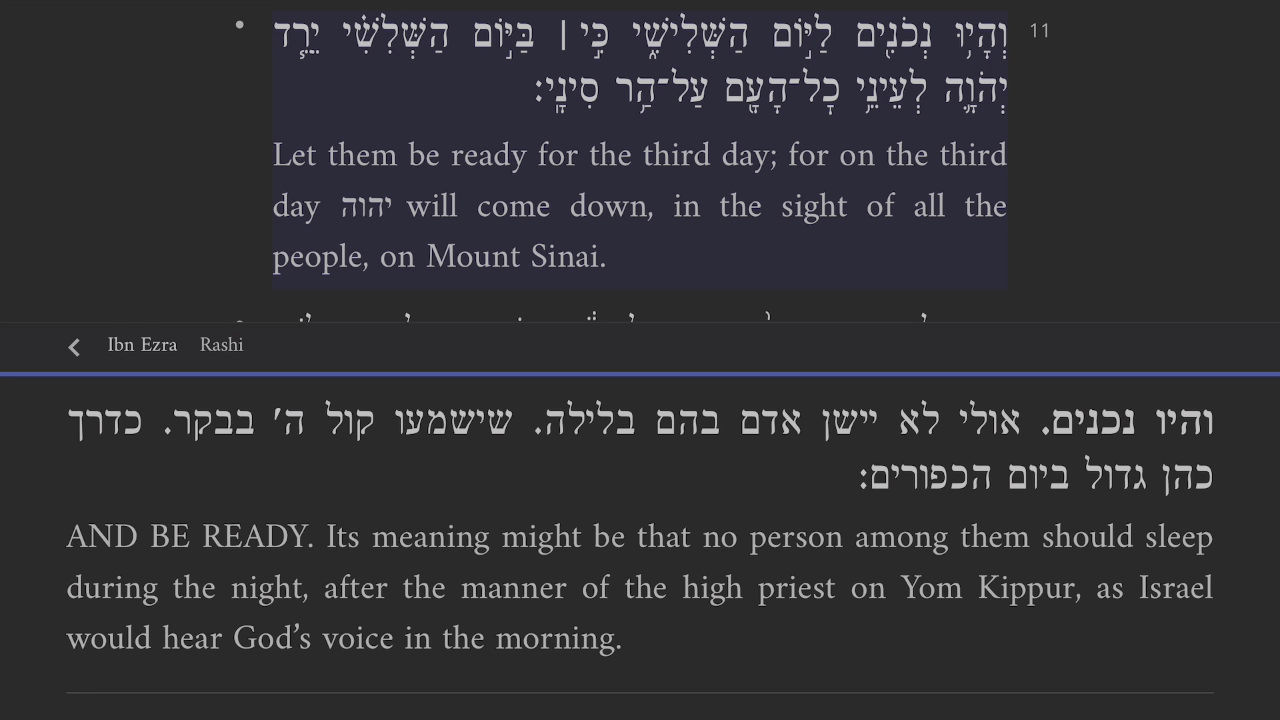 וְהָי֥וּ נְכֹנִ֖ים לַיּ֣וֹם הַשְּׁלִישִׁ֑י כִּ֣י ׀ בַּיּ֣וֹם הַשְּׁלִשִׁ֗י יֵרֵ֧ד
11
יְהֹוָ֛ה לְעֵינֵ֥י כׇל־הָעָ֖ם עַל־הַ֥ר סִינָֽי׃
Let them be ready for the third day; for on the third
day יהוה will come down, in the sight of all the
people, on Mount Sinai.
Ibn Ezra Rashi
והיו נכנים. אולי לא יישן אדם בהם בלילה. שישמעו קול ה׳ בבקר. כדרך
כהן גדול ביום הכפורים:
AND BE READY. Its meaning might be that no person among them should sleep
during the night, after the manner of the high priest on Yom Kippur, as Israel
would hear God’s voice in the morning.